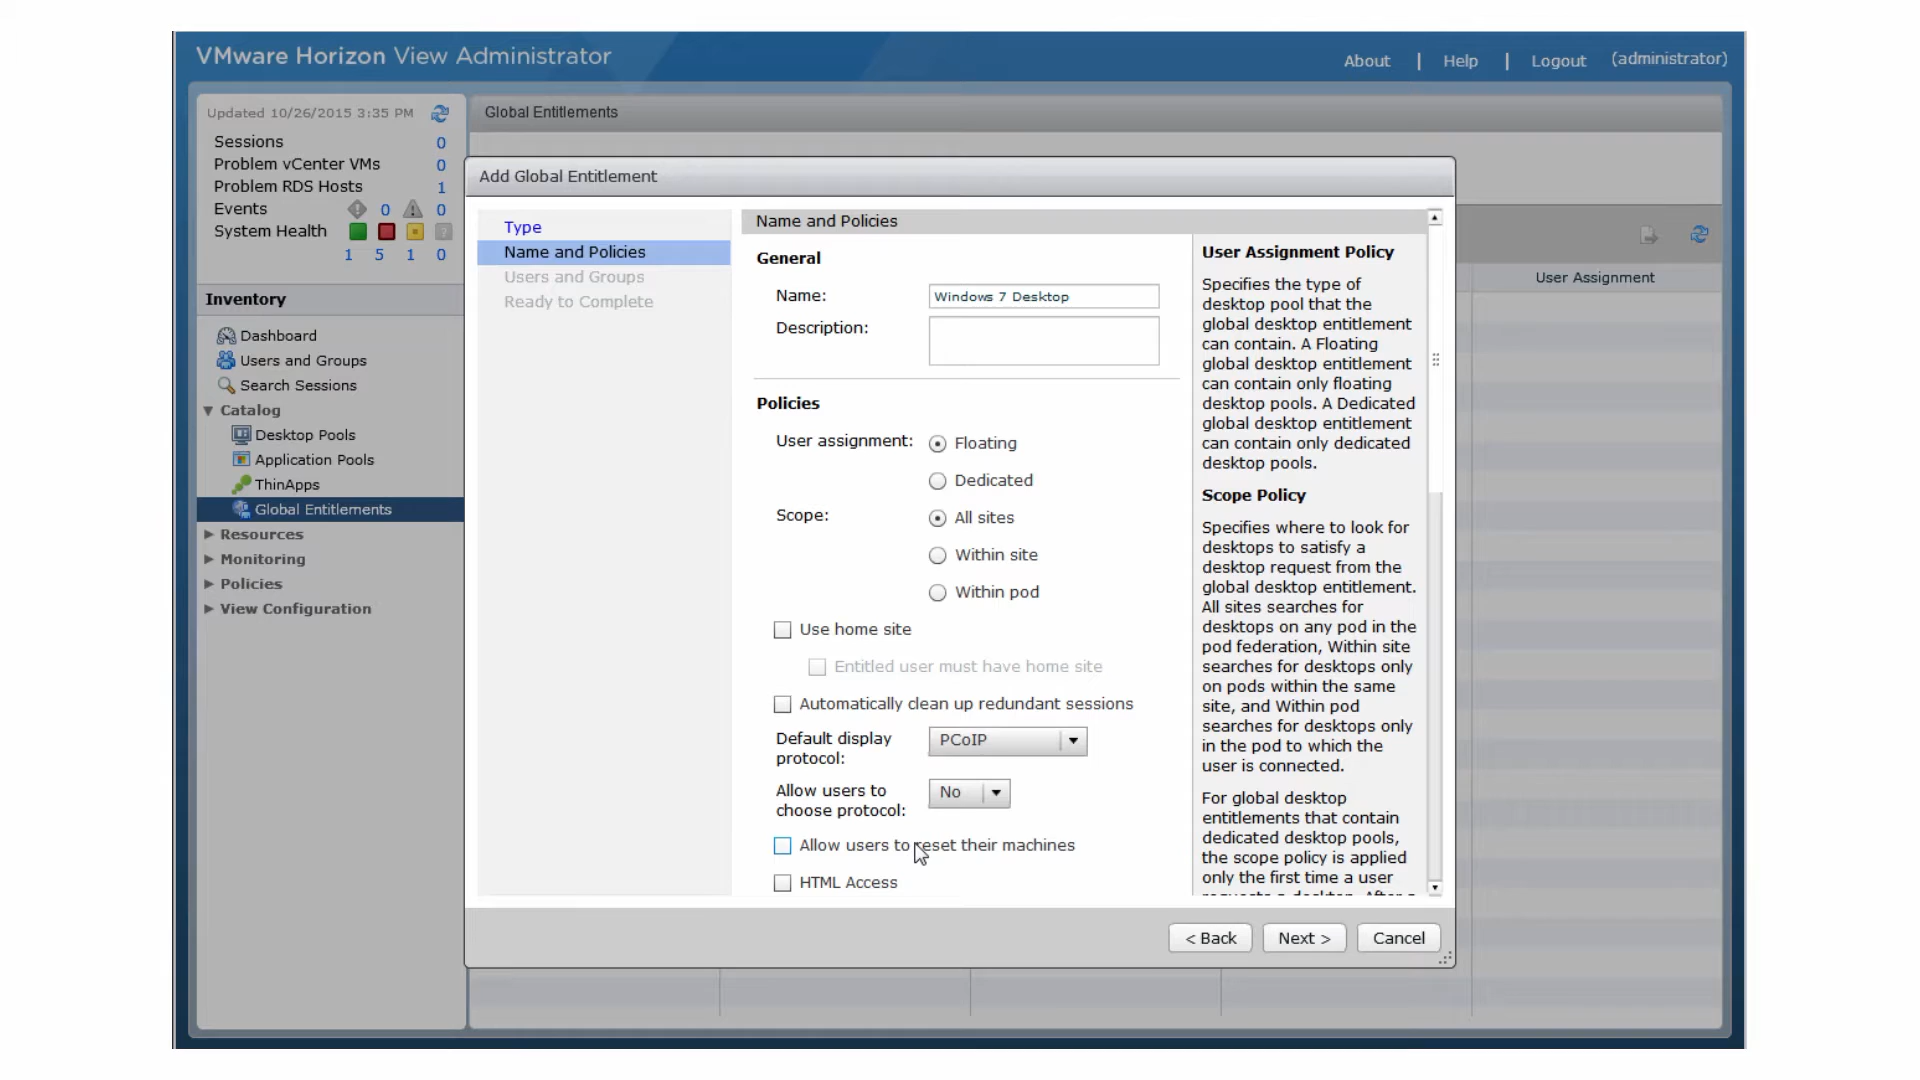 VMware Horizon View Administrator
About | Help | Logout (administrator)
Updated 10/26/2015 3:35 PM
Sessions 0
Problem vCenter VMs 0
Problem RDS Hosts 1
Events 0 0
System Health
1 5 1 0
Inventory
Dashboard
Users and Groups
Search Sessions
Catalog
Desktop Pools
Application Pools
ThinApps
Global Entitlements
Resources
Monitoring
Policies
View Configuration
Global Entitlements
User Assignment
Add Global Entitlement
Type
Name and Policies
Users and Groups
Ready to Complete
Name and Policies
General
Name: Windows 7 Desktop
Description:
Policies
User assignment: Floating
Dedicated
Scope: All sites
Within site
Within pod
Use home site
Entitled user must have home site
Automatically clean up redundant sessions
Default display
protocol:
PCoIP
Allow users to
choose protocol:
No
Allow users to reset their machines
HTML Access
User Assignment Policy
Specifies the type of
desktop pool that the
global desktop entitlement
can contain. A Floating
global desktop entitlement
can contain only floating
desktop pools. A Dedicated
global desktop entitlement
can contain only dedicated
desktop pools.
Scope Policy
Specifies where to look for
desktops to satisfy a
desktop request from the
global desktop entitlement.
All sites searches for
desktops on any pod in the
pod federation, Within site
searches for desktops only
on pods within the same
site, and Within pod
searches for desktops only
in the pod to which the
user is connected.
For global desktop
entitlements that contain
dedicated desktop pools,
the scope policy is applied
only the first time a user
requests a desktop. After a
< Back
Next >
Cancel